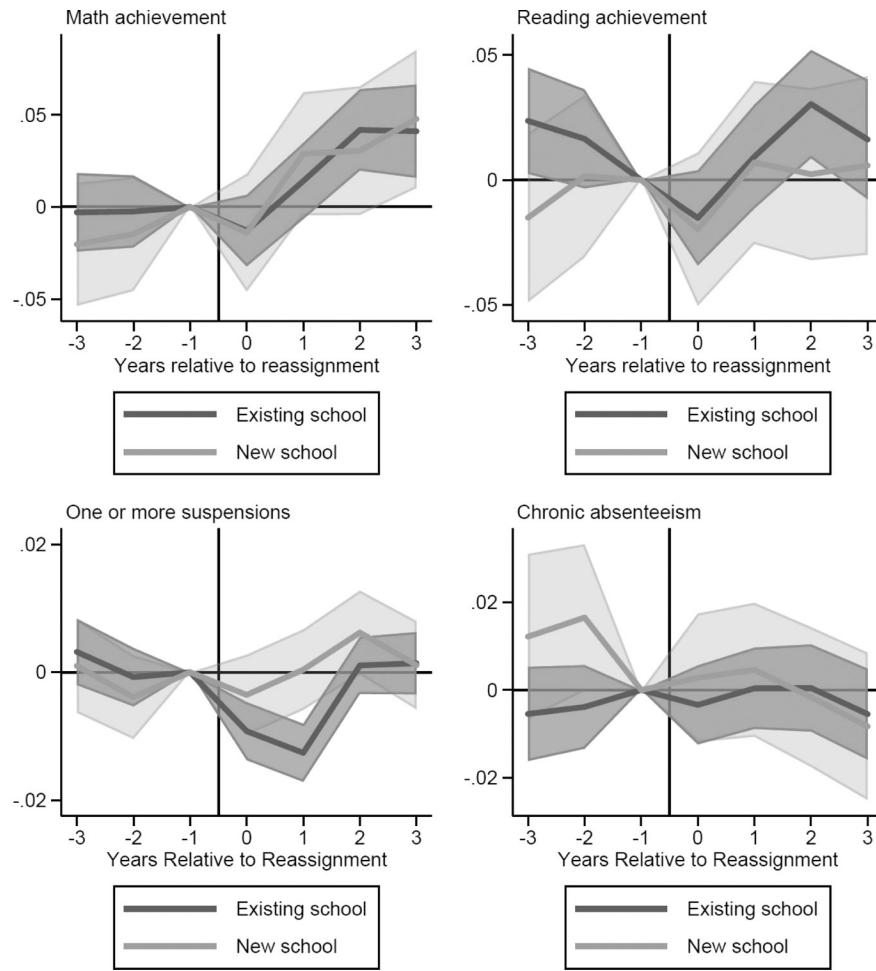 Math achievement
.05
0
-.05
-3 -2 -1 0 1 2 3
Years relative to reassignment
Existing school
New school
Reading achievement
.05
0
-.05
-3 -2 -1 0 1 2 3
Years relative to reassignment
Existing school
New school
One or more suspensions
.02
0
-.02
-3 -2 -1 0 1 2 3
Years Relative to Reassignment
Existing school
New school
Chronic absenteeism
.02
0
-.02
-3 -2 -1 0 1 2 3
Years Relative to Reassignment
Existing school
New school